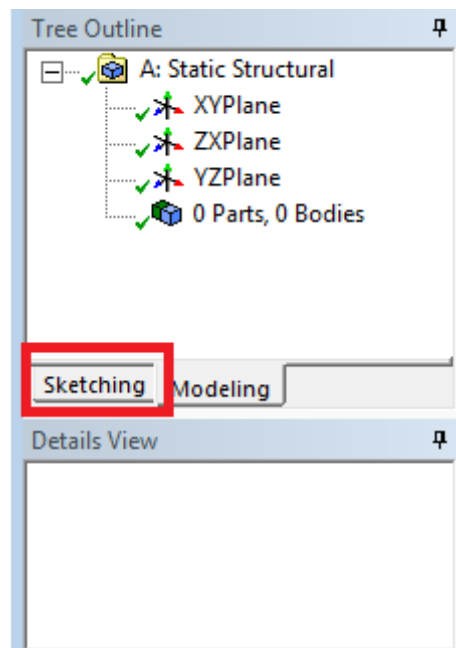 Tree Outline
A: Static Structural
XYPlane
ZXPlane
YZPlane
0 Parts, 0 Bodies
Sketching Modeling
Details View